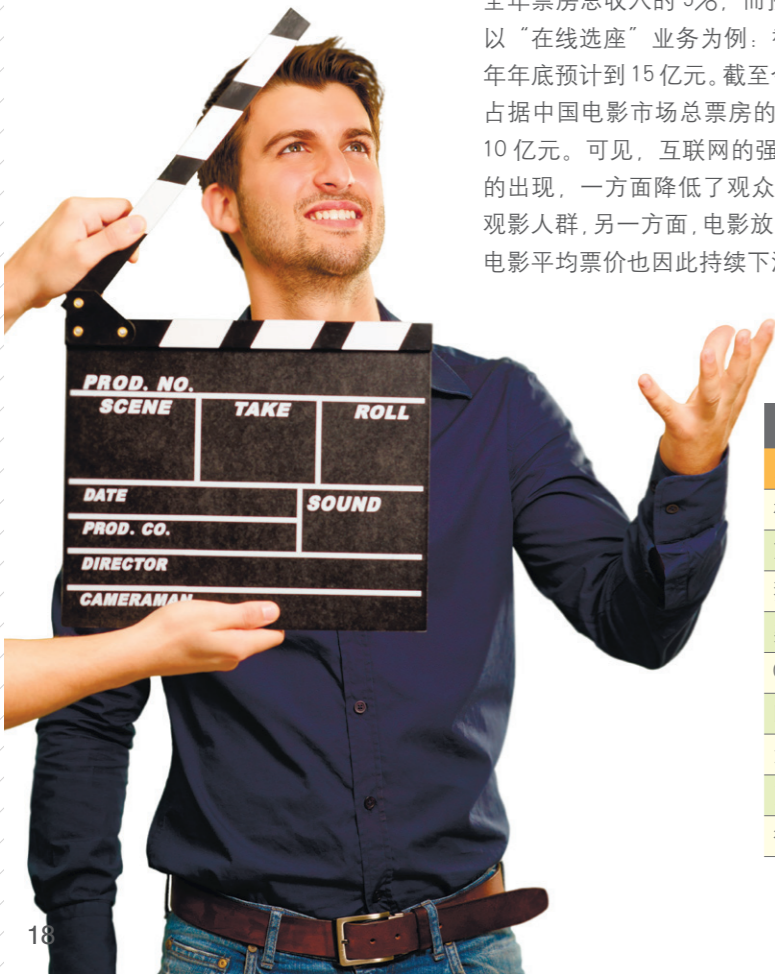 全年票房总收入的 5%，而
以“在线选座”业务为例：
年年底预计到 15 亿元。截至
占据中国电影市场总票房的
10 亿元。可见，互联网的强
的出现，一方面降低了观众
观影人群，另一方面，电影放
电影平均票价也因此持续下
PROD. NO.
SCENE TAKE ROLL
DATE
SOUND
PROD. CO.
DIRECTOR
CAMERAMAN
18